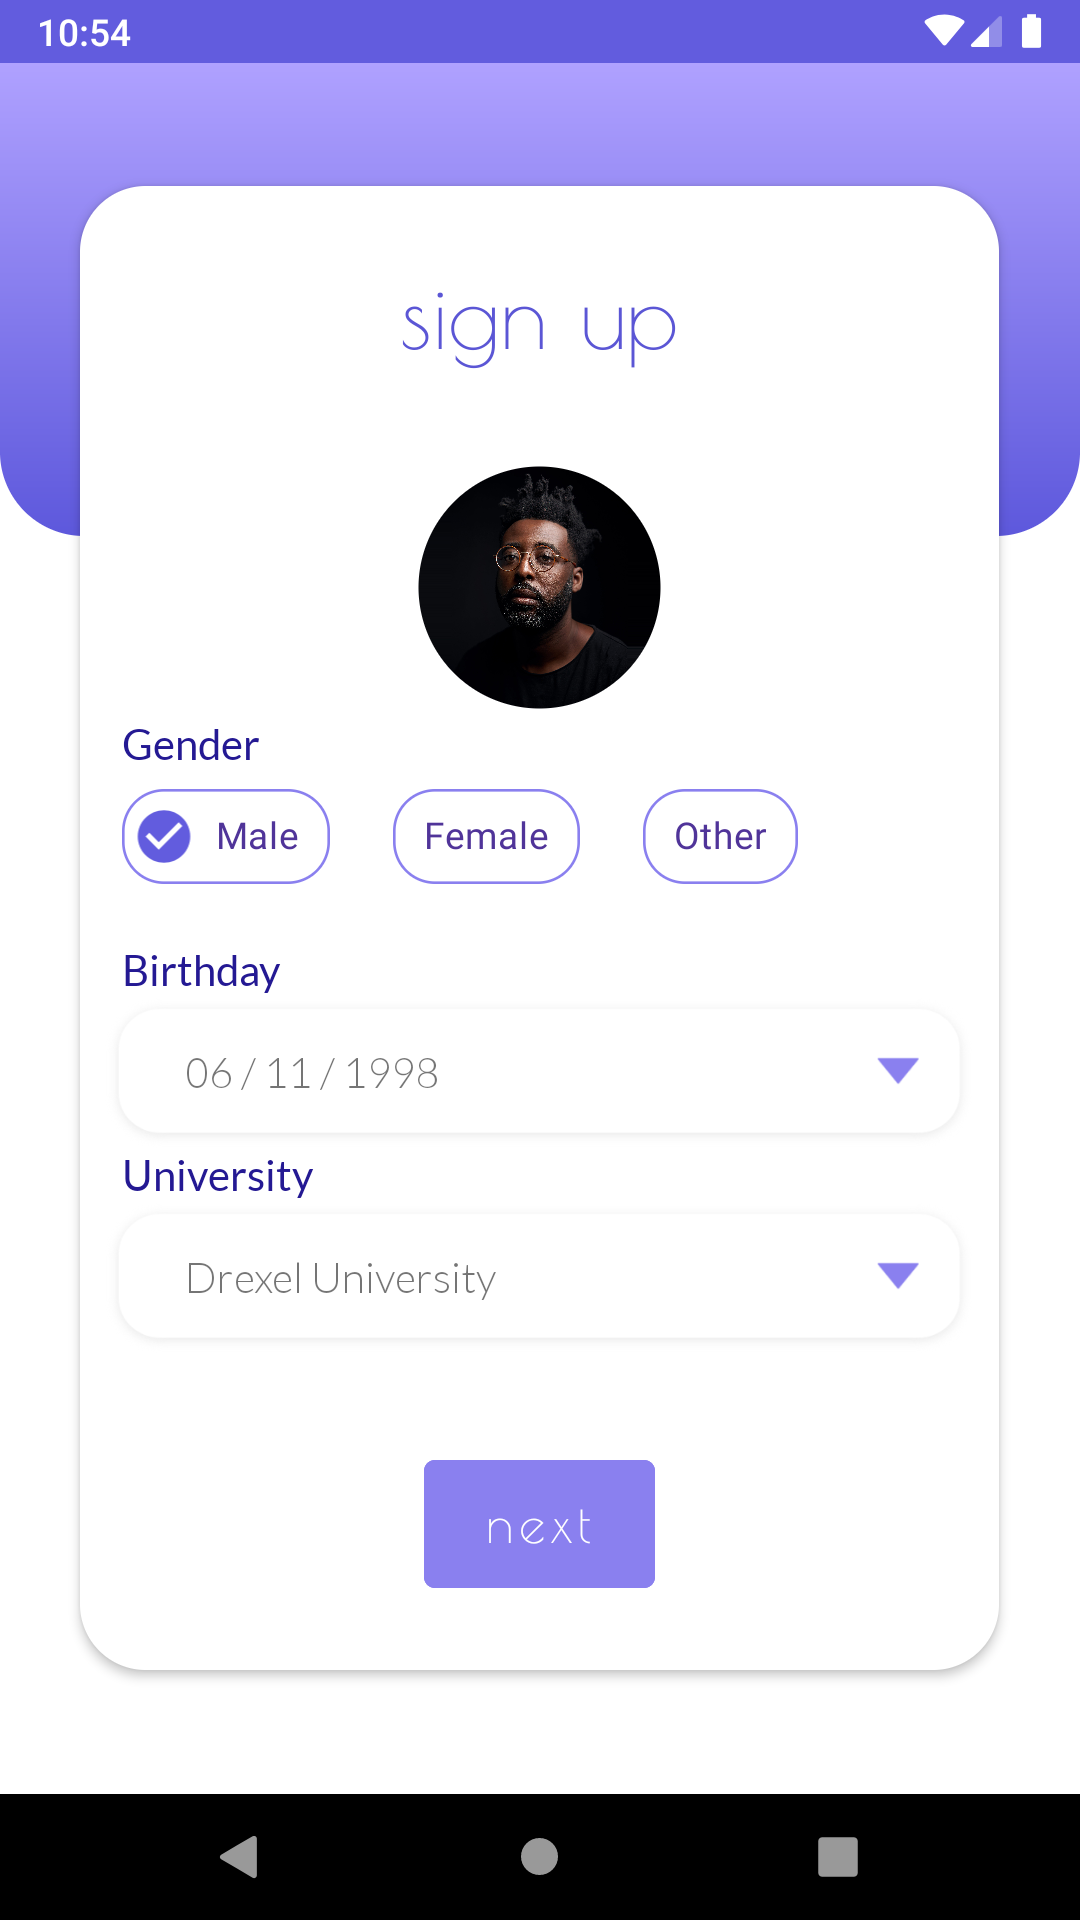 10:54
sign up
Gender
Male Female Other
Birthday
06 / 11 / 1998
University
Drexel University
next